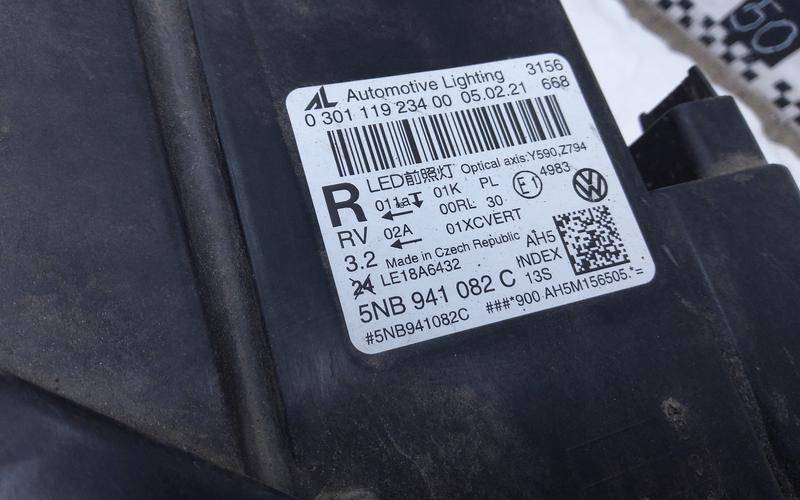 AL Automotive Lighting 3156
0 301 119 234 00 05.02.21 668
LED前照灯 Optical axis:Y590,Z794
R 011aT 01K PL E1 4983
00RL 30
RV 02A 01XCVERT
3.2 Made in Czech Republic AH5
24 LE18A6432 INDEX
5NB 941 082 C 13S
#5NB941082C ###*900 AH5M156505.*=
50